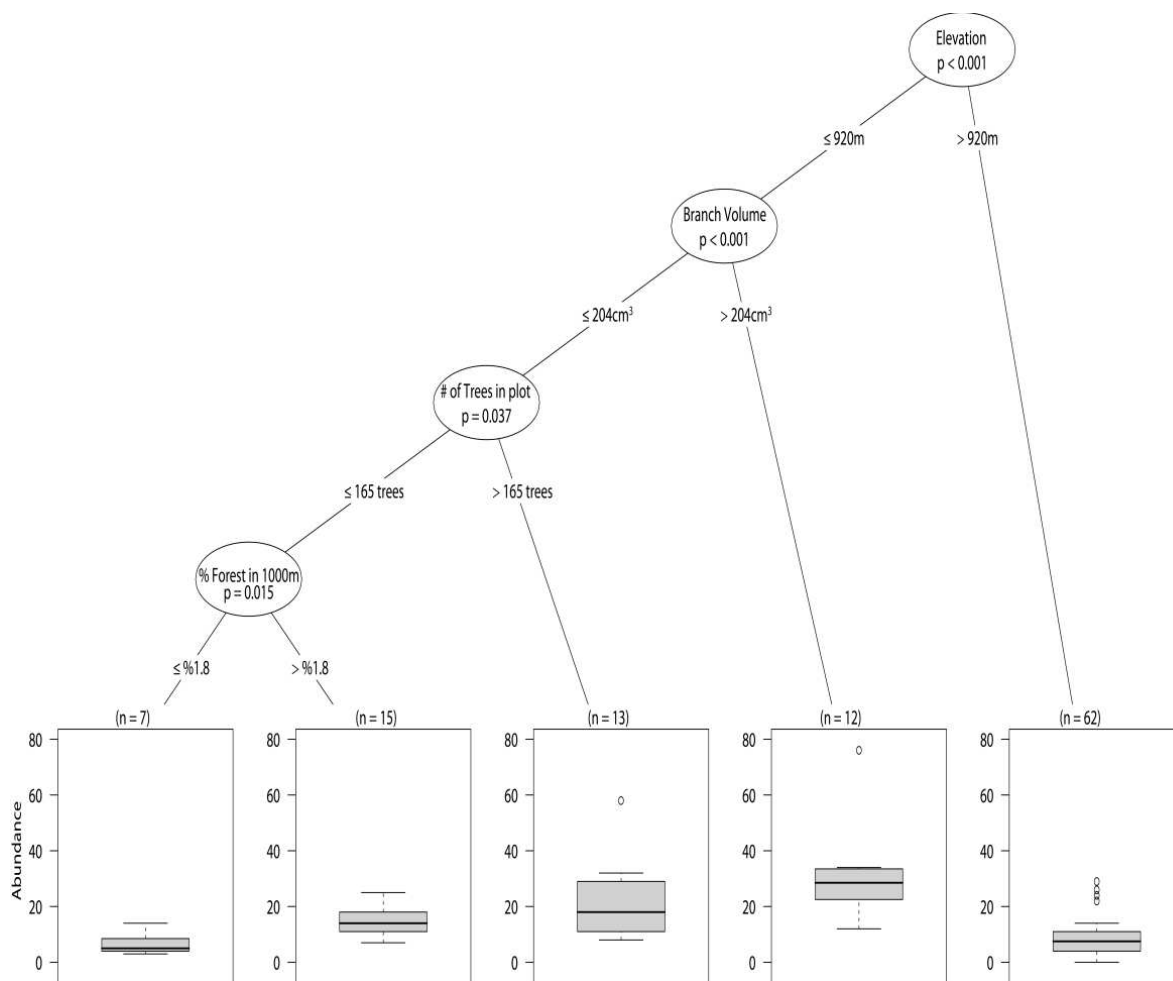 Elevation
p < 0.001
≤ 920m
> 920m
Branch Volume
p < 0.001
≤ 204cm³
> 204cm³
# of Trees in plot
p = 0.037
≤ 165 trees
> 165 trees
% Forest in 1000m
p = 0.015
≤ %1.8
> %1.8
(n = 7)
(n = 15)
(n = 13)
(n = 12)
(n = 62)
Abundance
80
60
40
20
0
80
60
40
20
0
80
60
40
20
0
80
60
40
20
0
80
60
40
20
0